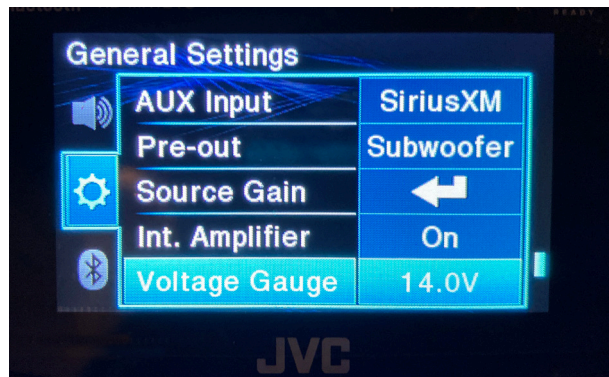 General Settings
AUX Input SiriusXM
Pre-out Subwoofer
Source Gain
Int. Amplifier On
Voltage Gauge 14.0V
JVC